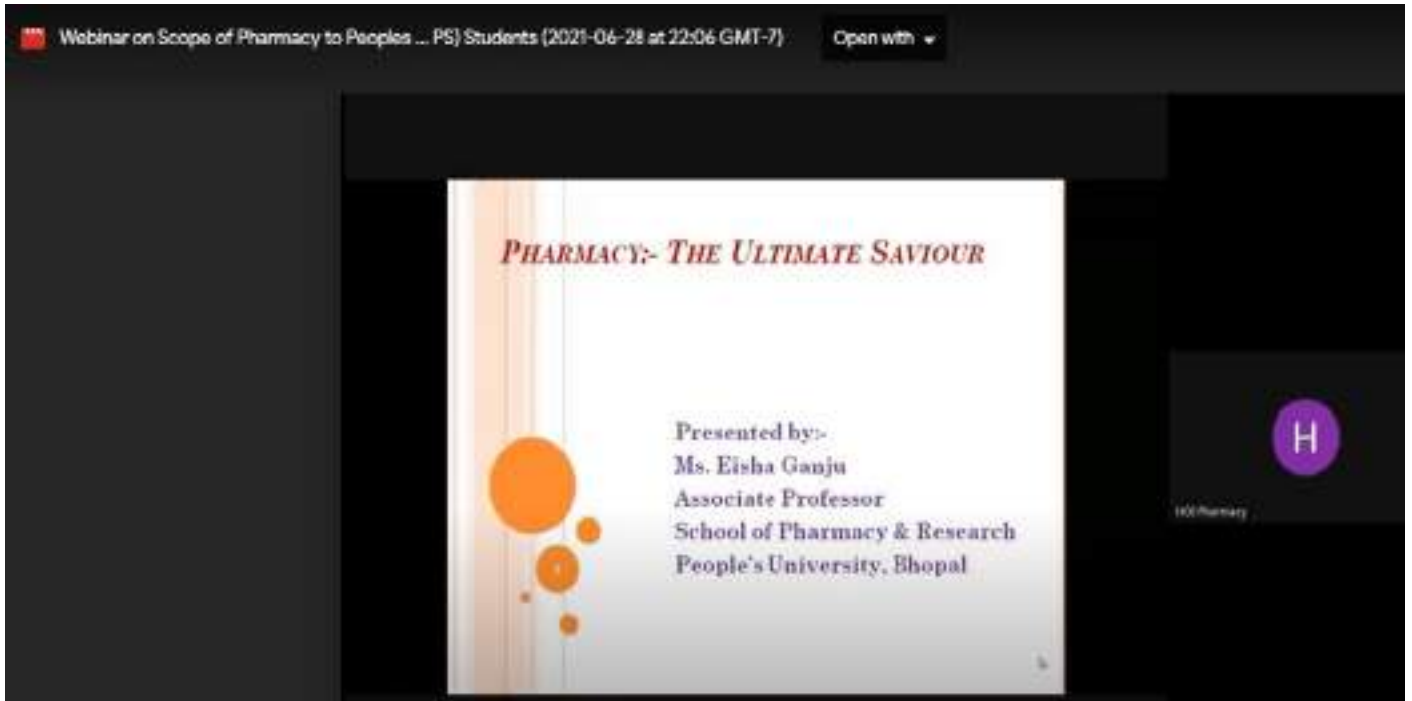 Webinar on Scope of Pharmacy to Peoples ... PS) Students (2021-06-28 at 22:06 GMT-7)
Open with
PHARMACY:- THE ULTIMATE SAVIOUR
Presented by:-
Ms. Eisha Ganju
Associate Professor
School of Pharmacy & Research
People's University, Bhopal
H
Pharmacy